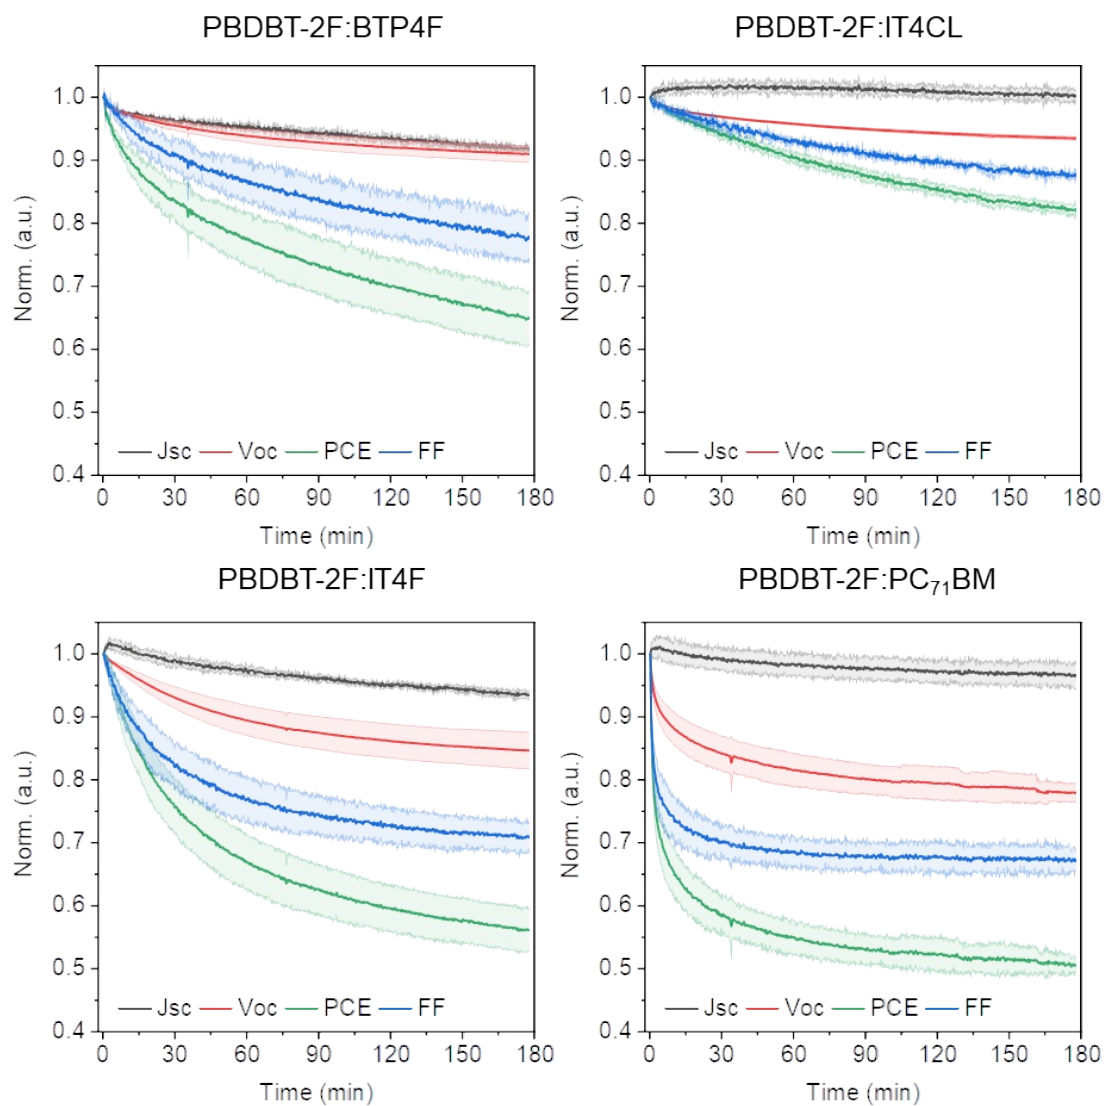 PBDBT-2F:BTP4F
Norm. (a.u.)
1.0
0.9
0.8
0.7
0.6
0.5
0.4
Jsc Voc PCE FF
0 30 60 90 120 150 180
Time (min)
PBDBT-2F:IT4CL
Norm. (a.u.)
1.0
0.9
0.8
0.7
0.6
0.5
0.4
Jsc Voc PCE FF
0 30 60 90 120 150 180
Time (min)
PBDBT-2F:IT4F
Norm. (a.u.)
1.0
0.9
0.8
0.7
0.6
0.5
0.4
Jsc Voc PCE FF
0 30 60 90 120 150 180
Time (min)
PBDBT-2F:PC₇₁BM
Norm. (a.u.)
1.0
0.9
0.8
0.7
0.6
0.5
0.4
Jsc Voc PCE FF
0 30 60 90 120 150 180
Time (min)